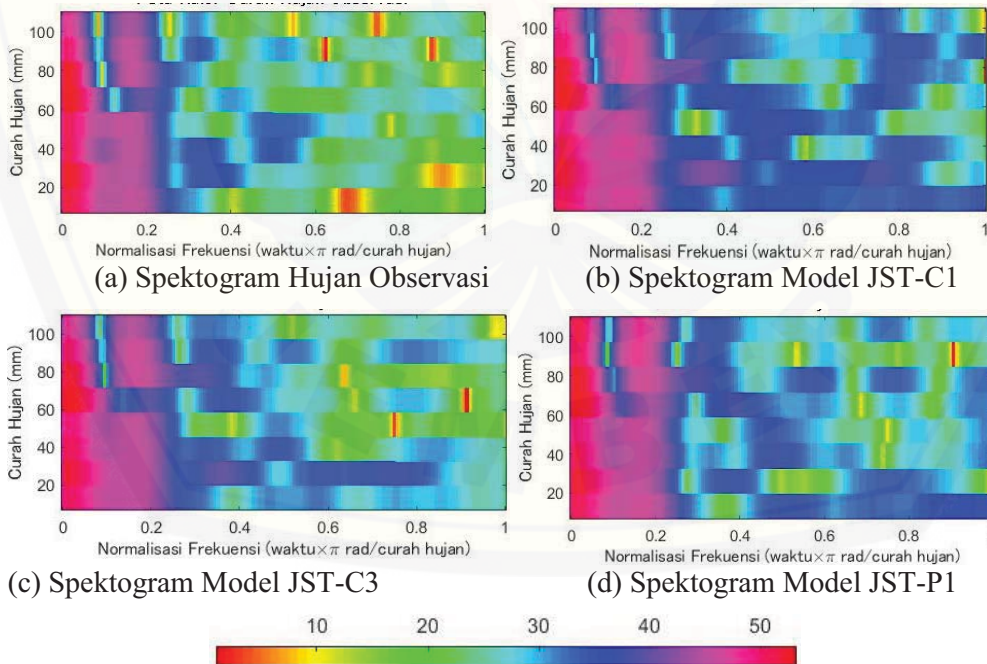 Curah Hujan (mm)
100
80
60
40
20
0 0.2 0.4 0.6 0.8 1
Normalisasi Frekuensi (waktu×π rad/curah hujan)
(a) Spektogram Hujan Observasi
Curah Hujan (mm)
100
80
60
40
20
0 0.2 0.4 0.6 0.8 1
Normalisasi Frekuensi (waktu×π rad/curah hujan)
(b) Spektogram Model JST-C1
Curah Hujan (mm)
100
80
60
40
20
0 0.2 0.4 0.6 0.8 1
Normalisasi Frekuensi (waktu×π rad/curah hujan)
(c) Spektogram Model JST-C3
Curah Hujan (mm)
100
80
60
40
20
0 0.2 0.4 0.6 0.8
Normalisasi Frekuensi (waktu×π rad/curah hujan)
(d) Spektogram Model JST-P1
10 20 30 40 50